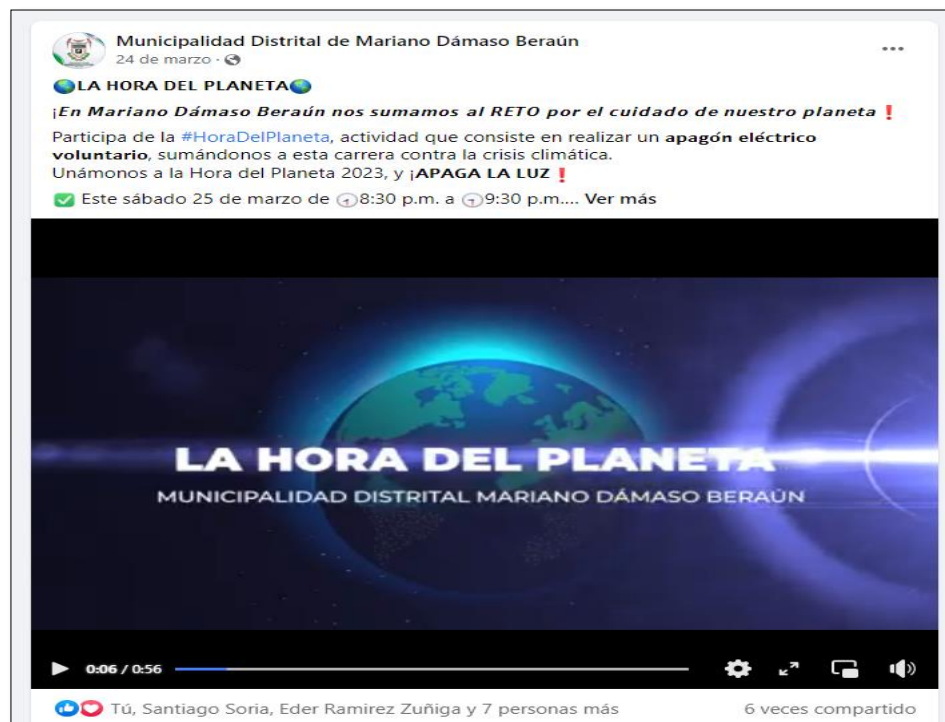 Municipalidad Distrital de Mariano Dámaso Beraún
24 de marzo ·
🌎LA HORA DEL PLANETA🌎
¡En Mariano Dámaso Beraún nos sumamos al RETO por el cuidado de nuestro planeta❗
Participa de la #HoraDelPlaneta, actividad que consiste en realizar un apagón eléctrico
voluntario, sumándonos a esta carrera contra la crisis climática.
Unámonos a la Hora del Planeta 2023, y ¡APAGA LA LUZ❗
✅ Este sábado 25 de marzo de 🕣8:30 p.m. a 🕤9:30 p.m.... Ver más
LA HORA DEL PLANETA
MUNICIPALIDAD DISTRITAL MARIANO DÁMASO BERAÚN
0:06 / 0:56
Tú, Santiago Soria, Eder Ramirez Zuñiga y 7 personas más
6 veces compartido